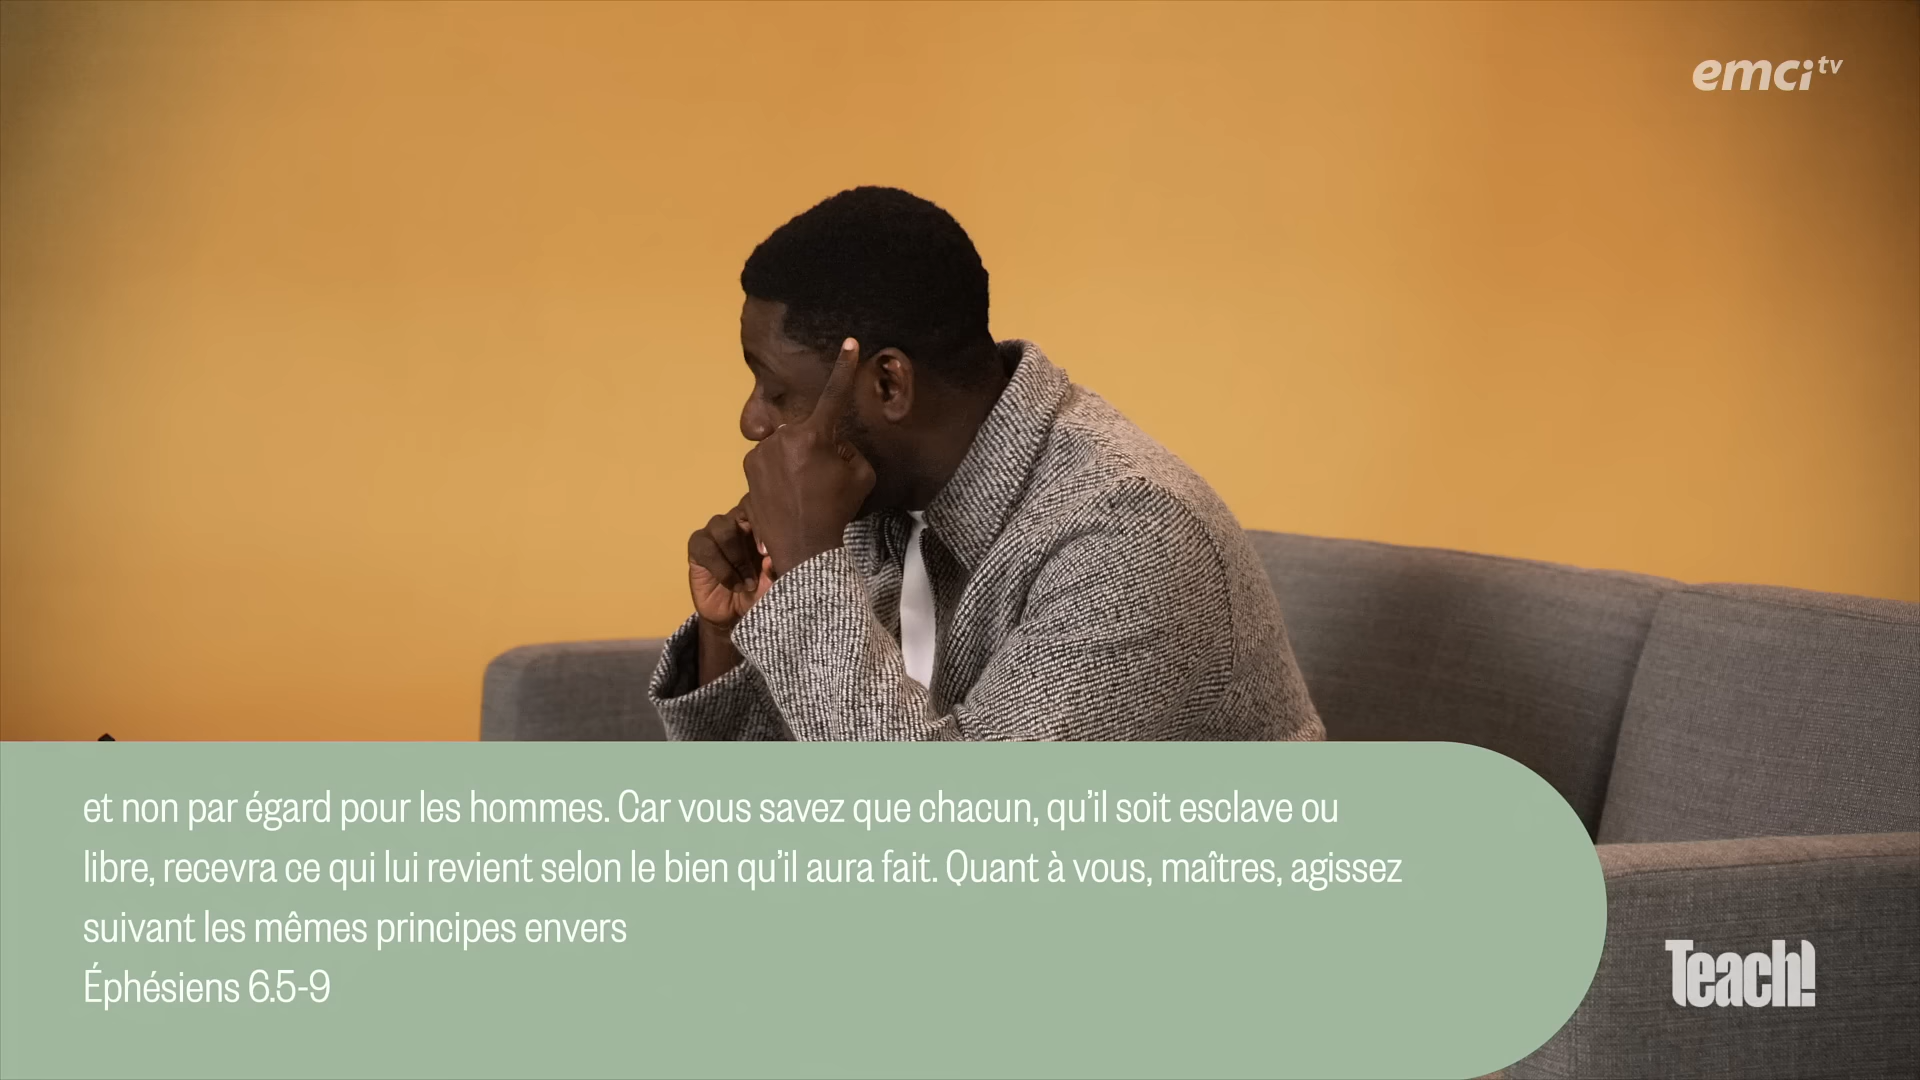 emci tv
et non par égard pour les hommes. Car vous savez que chacun, qu’il soit esclave ou
libre, recevra ce qui lui revient selon le bien qu’il aura fait. Quant à vous, maîtres, agissez
suivant les mêmes principes envers
Éphésiens 6.5-9
Teach!